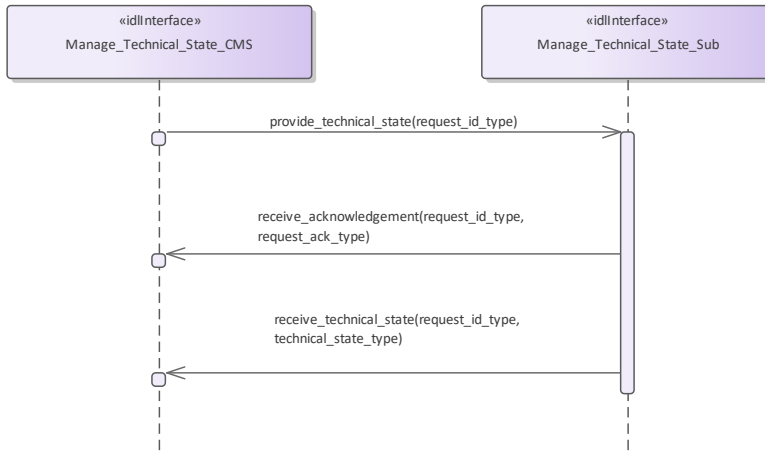 «idlInterface»
Manage_Technical_State_CMS
«idlInterface»
Manage_Technical_State_Sub
provide_technical_state(request_id_type)
receive_acknowledgement(request_id_type,
request_ack_type)
receive_technical_state(request_id_type,
technical_state_type)